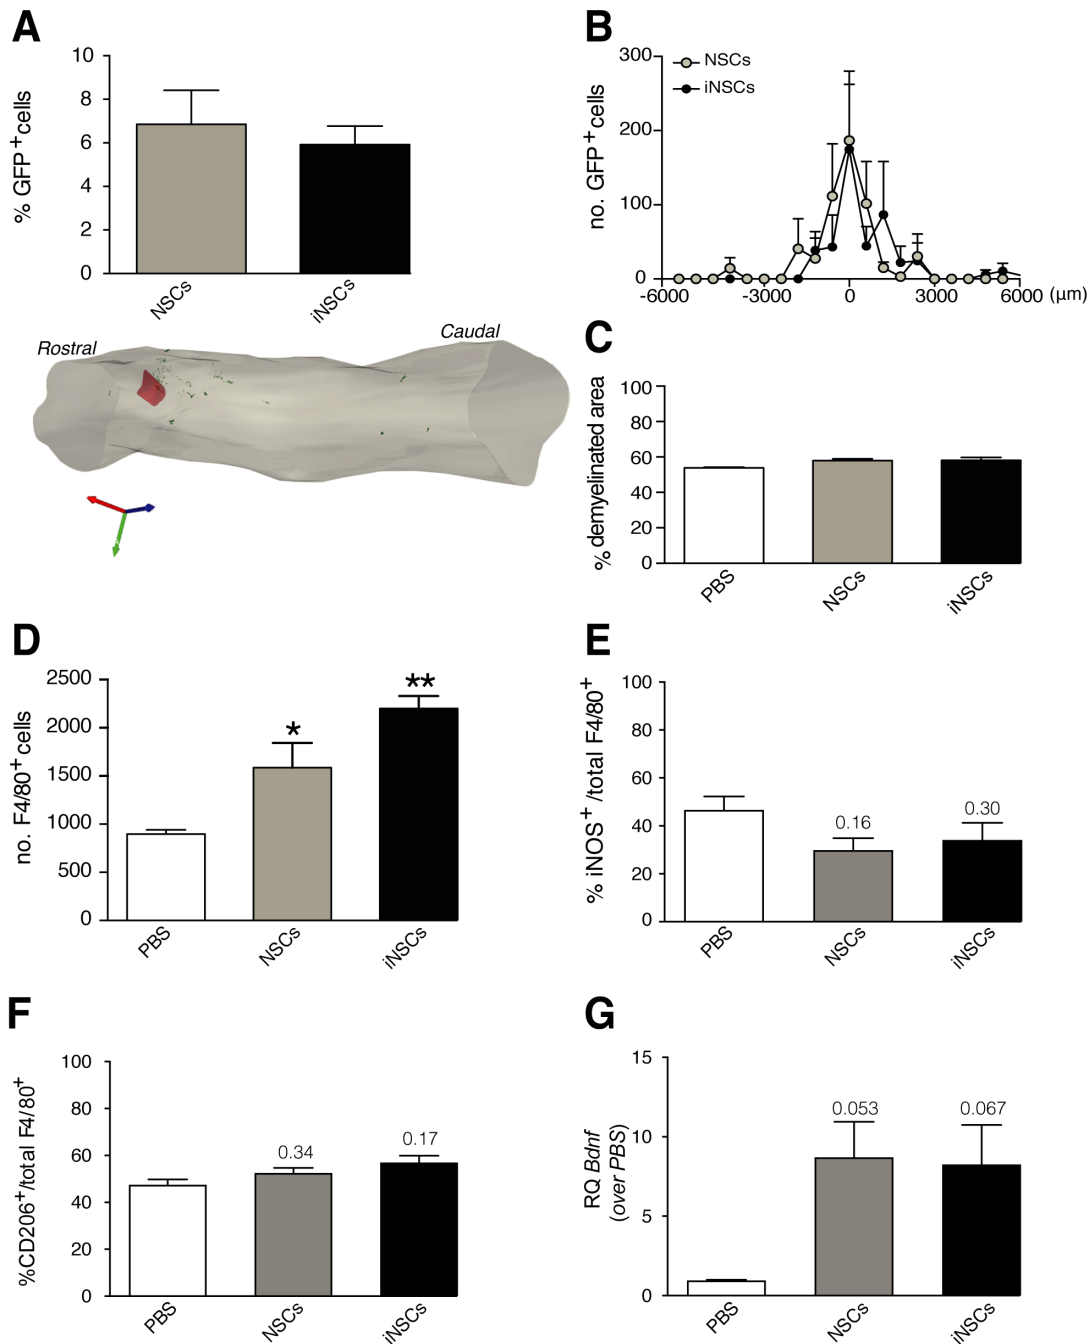 A
% GFP+cells
10
8
6
4
2
0
NSCs
iNSCs
Rostral
Caudal
B
no. GFP+cells
NSCs
iNSCs
300
200
100
0
-6000
-3000
0
3000
6000 (μm)
C
% demyelinated area
100
80
60
40
20
0
PBS
NSCs
iNSCs
D
no. F4/80+cells
2500
2000
1500
1000
500
0
*
**
PBS
NSCs
iNSCs
E
% iNOS+/total F4/80+
100
80
60
40
20
0
0.16
0.30
PBS
NSCs
iNSCs
F
%CD206+/total F4/80+
100
80
60
40
20
0
0.34
0.17
PBS
NSCs
iNSCs
G
RQ Bdnf
(over PBS)
15
10
5
0
0.053
0.067
PBS
NSCs
iNSCs